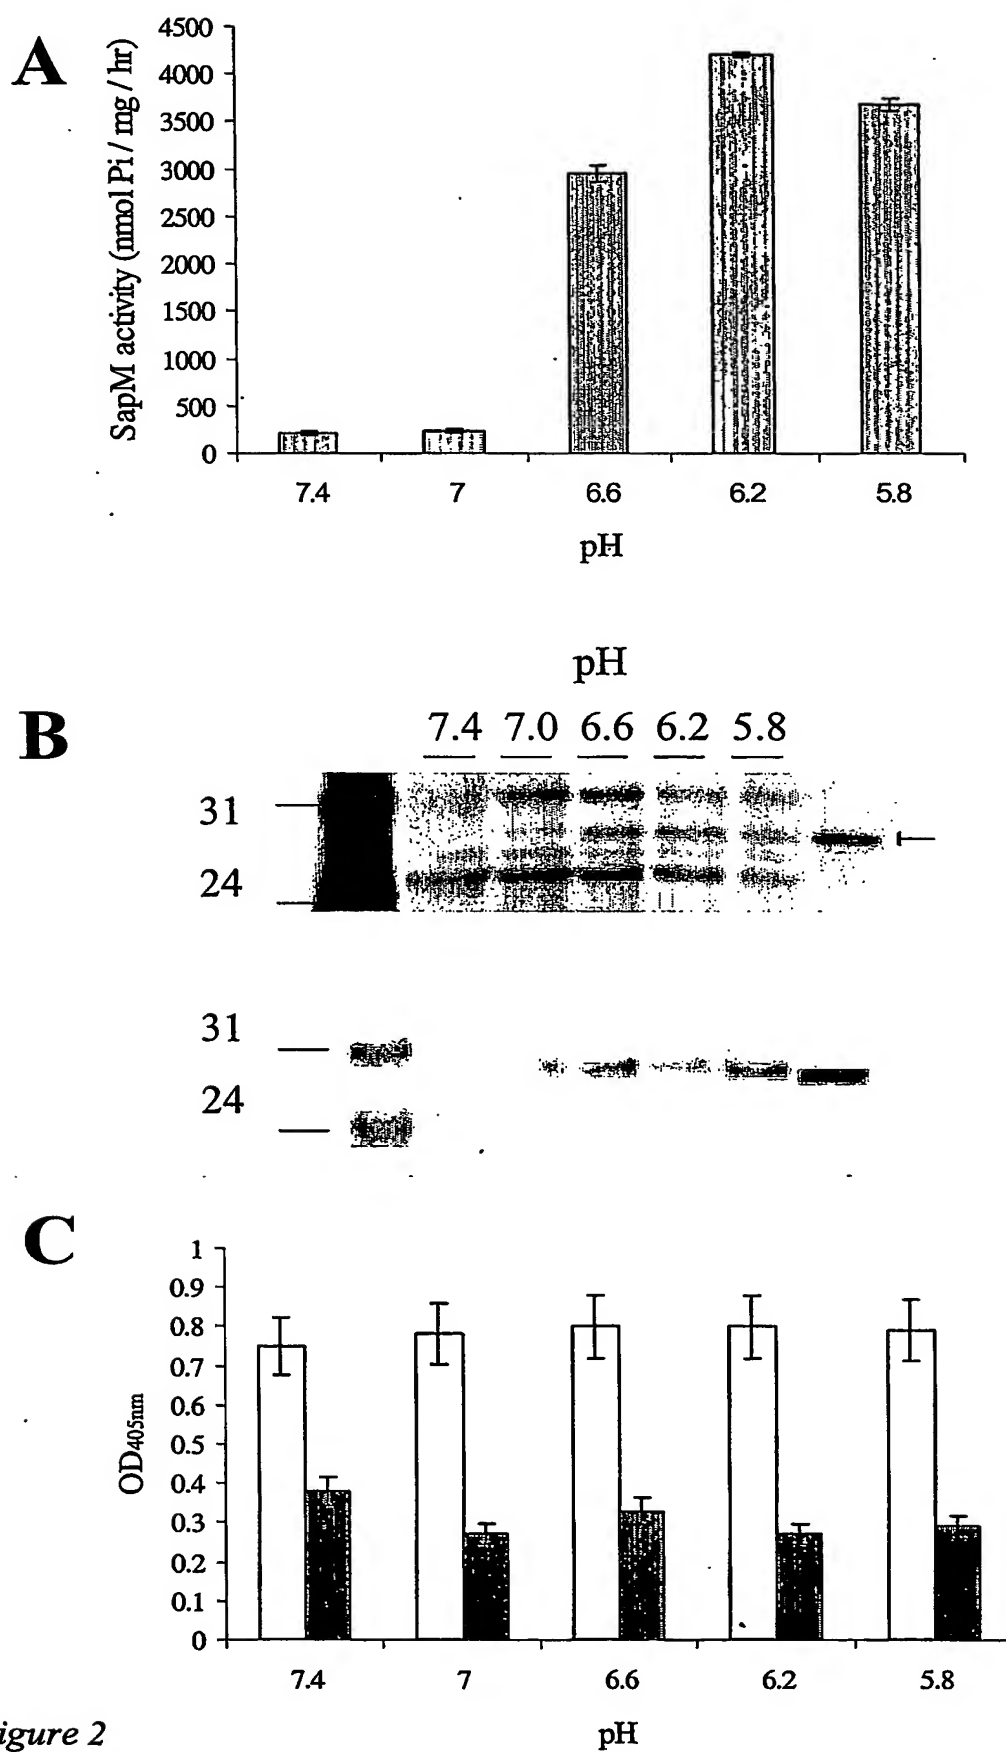 A
SapM activity (nmol Pi / mg / hr)
4500
4000
3500
3000
2500
2000
1500
1000
500
0
7.4 7 6.6 6.2 5.8
pH
pH
B
7.4 7.0 6.6 6.2 5.8
31
24
31
24
C
OD405nm
1
0.9
0.8
0.7
0.6
0.5
0.4
0.3
0.2
0.1
0
7.4 7 6.6 6.2 5.8
igure 2
pH